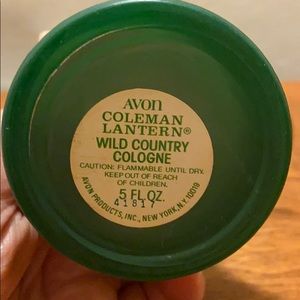 AVON
COLEMAN
LANTERN®
WILD COUNTRY
COLOGNE
CAUTION: FLAMMABLE UNTIL DRY.
KEEP OUT OF REACH
OF CHILDREN.
5 FL. OZ.
41817
AVON PRODUCTS, INC., NEW YORK, N.Y. 10019